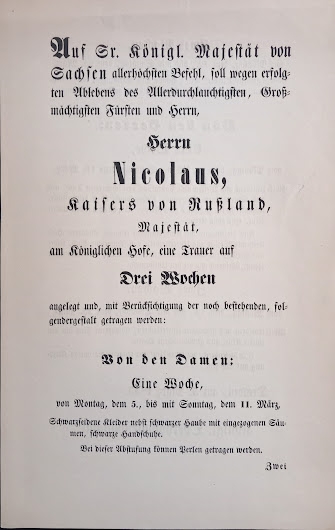 Auf Sr. Königl. Majestät von
Sachsen allerhöchsten Befehl, soll wegen erfolg-
ten Ablebens des Allerdurchlauchtigsten, Groß-
mächtigsten Fürsten und Herrn,
Herrn
Nicolaus,
Kaisers von Rußland,
Majestät,
am Königlichen Hofe, eine Trauer auf
Drei Wochen
angelegt und, mit Berücksichtigung der noch bestehenden, fol-
gendergestalt getragen werden:
Von den Damen:
Eine Woche,
von Montag, dem 5., bis mit Sonntag, dem 11. März.
Schwarzseidene Kleider nebst schwarzer Haube mit eingezogenen Säu-
men, schwarze Handschuhe.
Bei dieser Abstufung können Perlen getragen werden.
Zwei